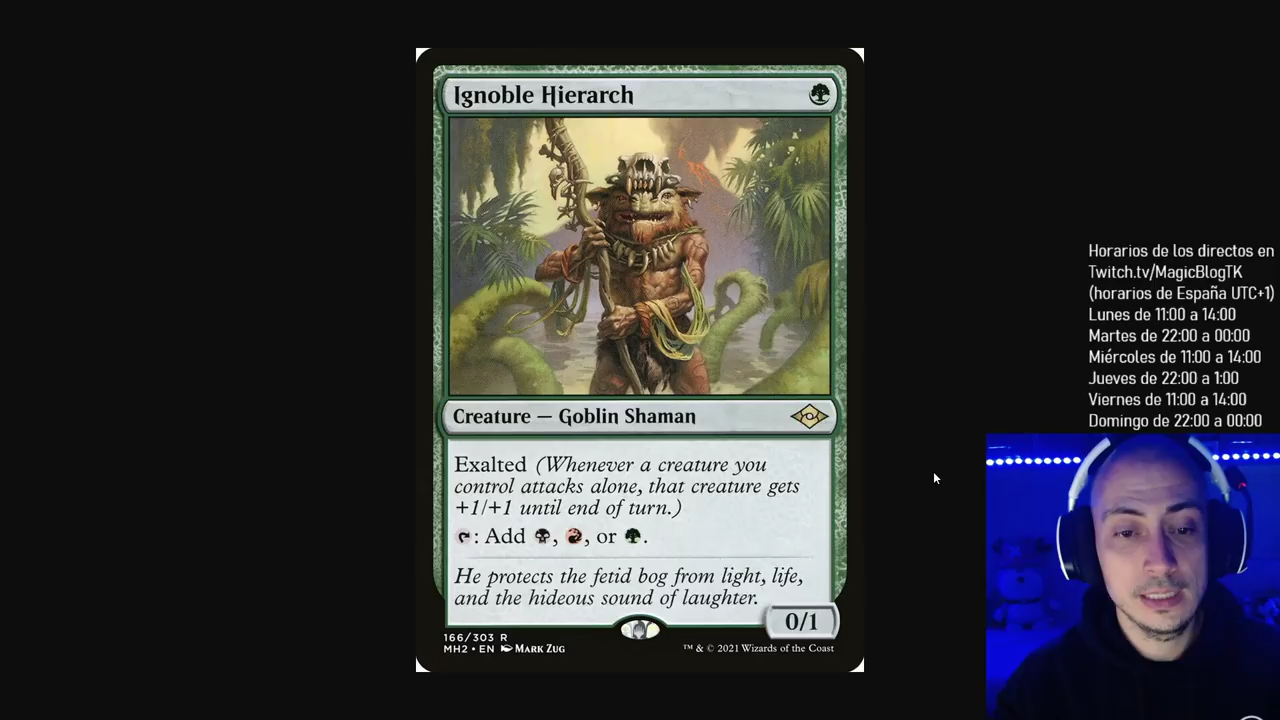 Ignoble Hierarch
Creature — Goblin Shaman
Exalted (Whenever a creature you
control attacks alone, that creature gets
+1/+1 until end of turn.)
: Add , , or .
He protects the fetid bog from light, life,
and the hideous sound of laughter.
0/1
166/303 R
MH2 • EN Mark Zug
™ & © 2021 Wizards of the Coast
Horarios de los directos en
Twitch.tv/MagicBlogTK
(horarios de España UTC+1)
Lunes de 11:00 a 14:00
Martes de 22:00 a 00:00
Miércoles de 11:00 a 14:00
Jueves de 22:00 a 1:00
Viernes de 11:00 a 14:00
Domingo de 22:00 a 00:00